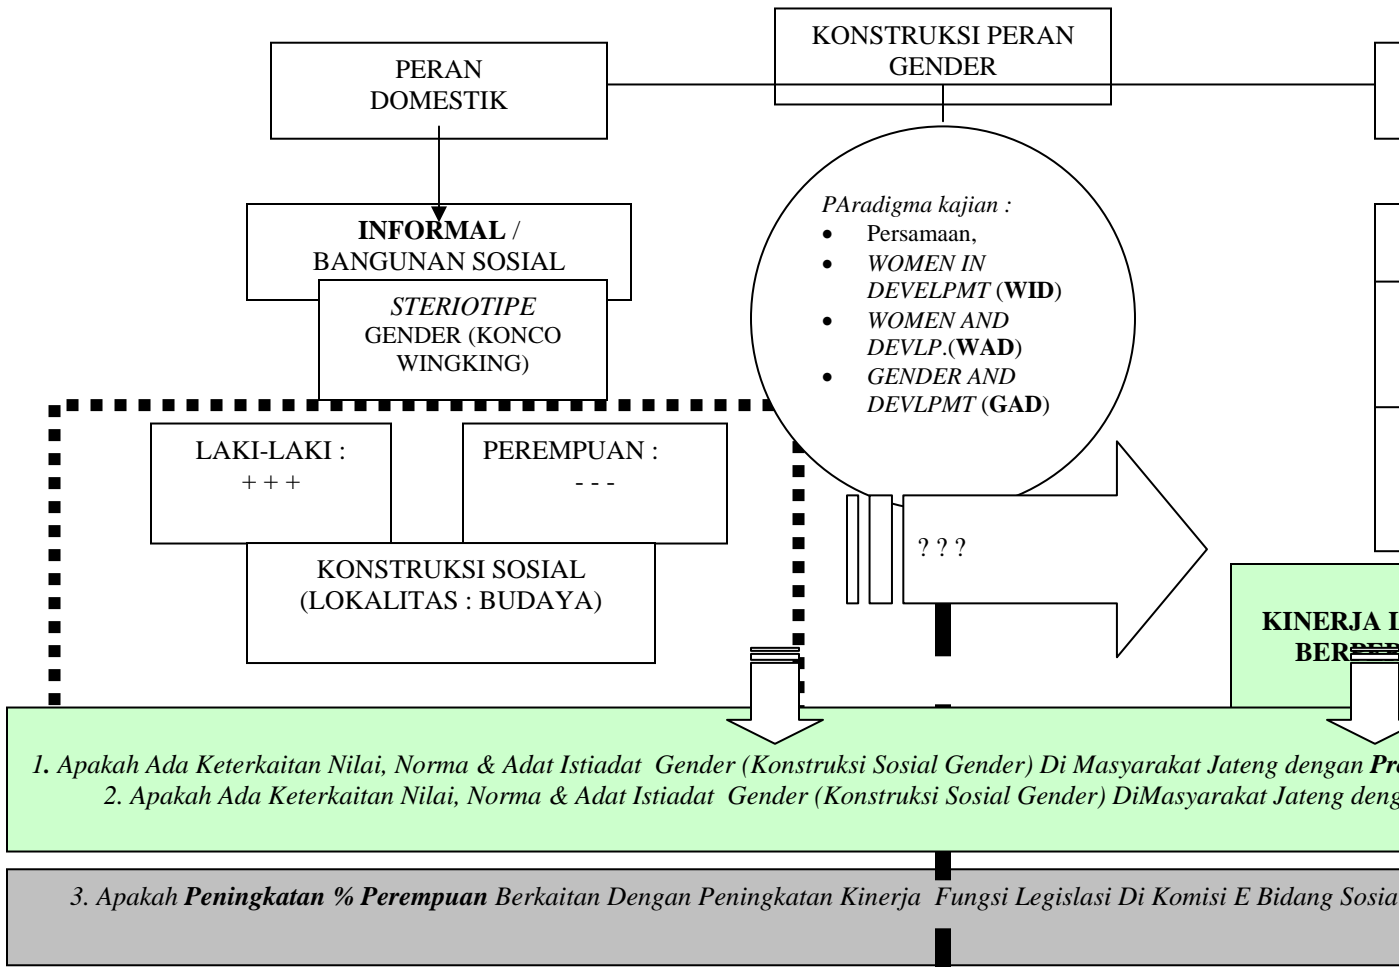 KONSTRUKSI PERAN
GENDER
PERAN
DOMESTIK
INFORMAL /
BANGUNAN SOSIAL
STERIOTIPE
GENDER (KONCO
WINGKING)
PAradigma kajian :
• Persamaan,
• WOMEN IN
DEVELPMT (WID)
• WOMEN AND
DEVLP.(WAD)
• GENDER AND
DEVLPMT (GAD)
LAKI-LAKI :
+ + +
PEREMPUAN :
- - -
KONSTRUKSI SOSIAL
(LOKALITAS : BUDAYA)
? ? ?
KINERJA
1. Apakah Ada Keterkaitan Nilai, Norma & Adat Istiadat Gender (Konstruksi Sosial Gender) Di Masyarakat Jateng dengan
2. Apakah Ada Keterkaitan Nilai, Norma & Adat Istiadat Gender (Konstruksi Sosial Gender) DiMasyarakat Jateng
3. Apakah Peningkatan % Perempuan Berkaitan Dengan Peningkatan Kinerja Fungsi Legislasi Di Komisi E Bidang